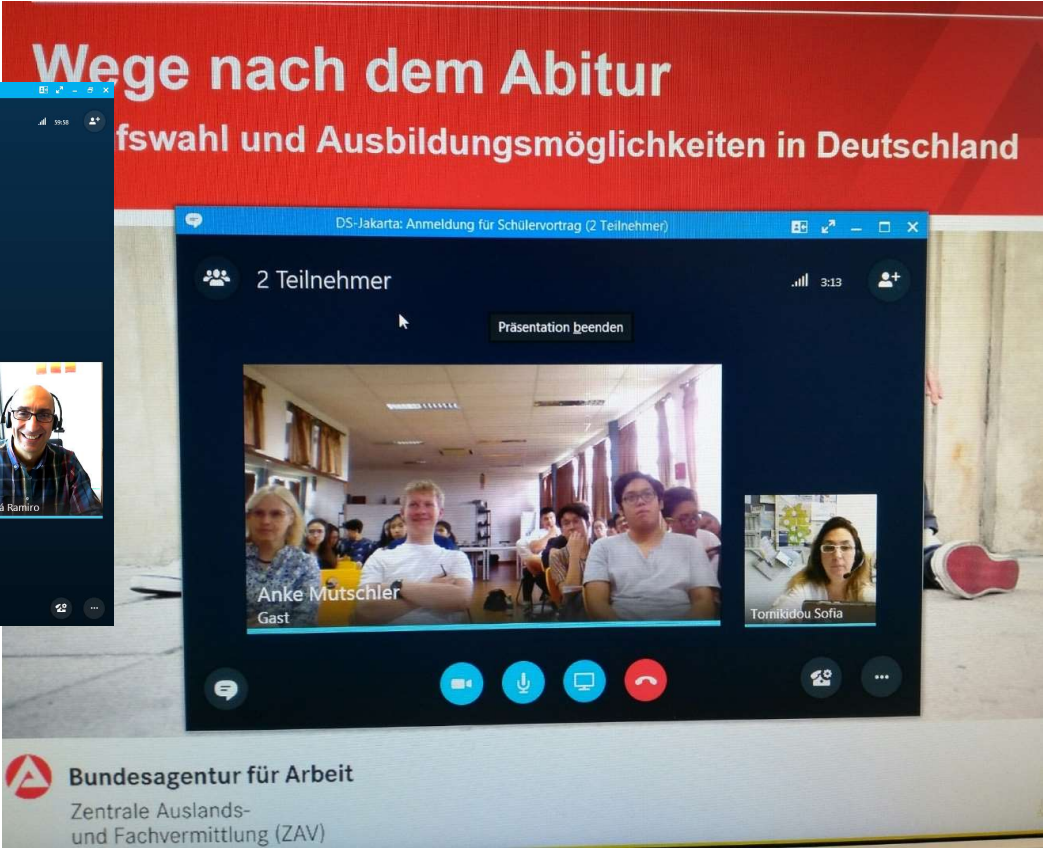 Wege nach dem Abitur
fswahl und Ausbildungsmöglichkeiten in Deutschland
59:58
DS-Jakarta: Anmeldung für Schülervortrag (2 Teilnehmer)
2 Teilnehmer
3:13
Präsentation beenden
á Ramiro
Anke Mutschler
Gast
Tornikidou Sofia
Bundesagentur für Arbeit
Zentrale Auslands-
und Fachvermittlung (ZAV)